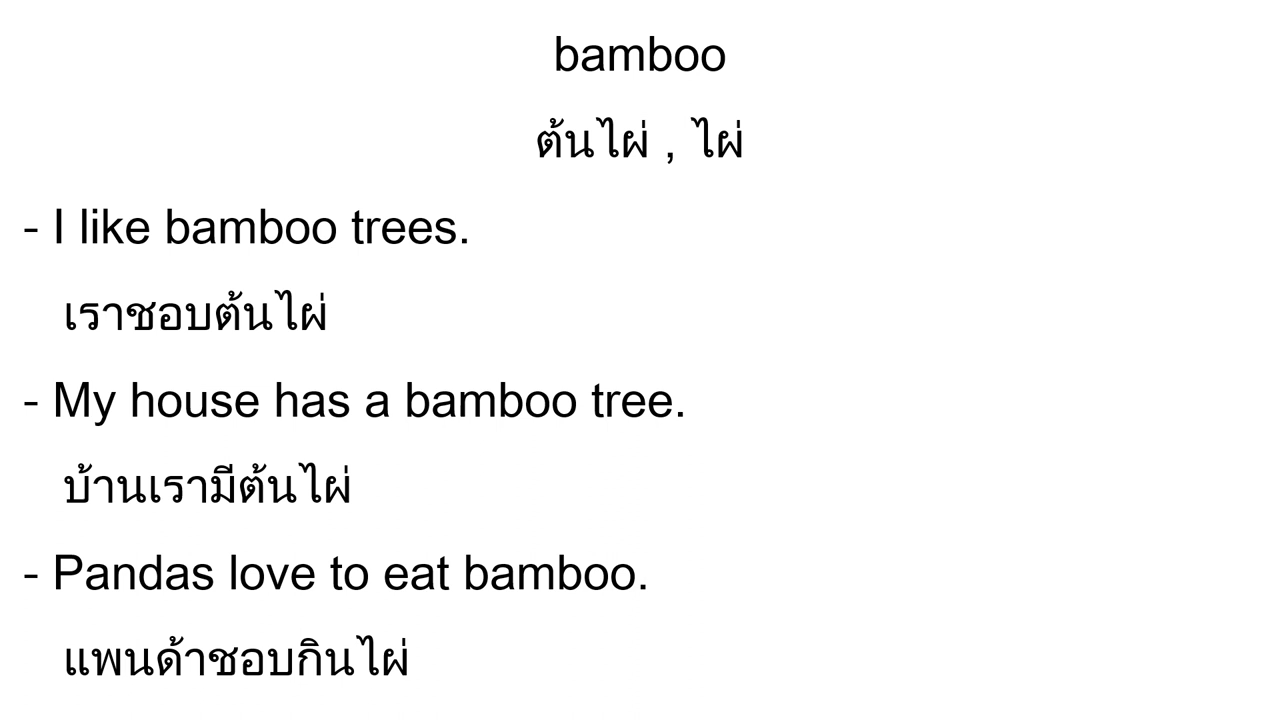 bamboo
ต้นไผ่ , ไผ่
- I like bamboo trees.
เราชอบต้นไผ่
- My house has a bamboo tree.
บ้านเรามีต้นไผ่
- Pandas love to eat bamboo.
แพนด้าชอบกินไผ่